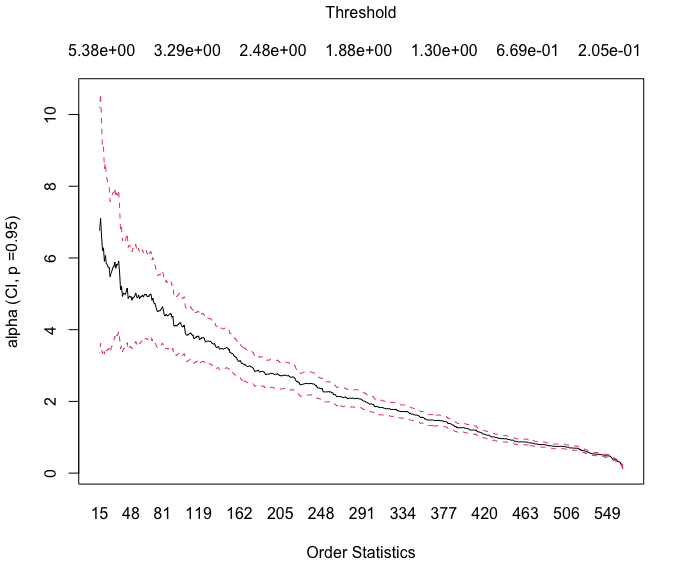 Threshold
5.38e+00 3.29e+00 2.48e+00 1.88e+00 1.30e+00 6.69e-01 2.05e-01
alpha (CI, p =0.95)
10
8
6
4
2
0
15 48 81 119 162 205 248 291 334 377 420 463 506 549
Order Statistics